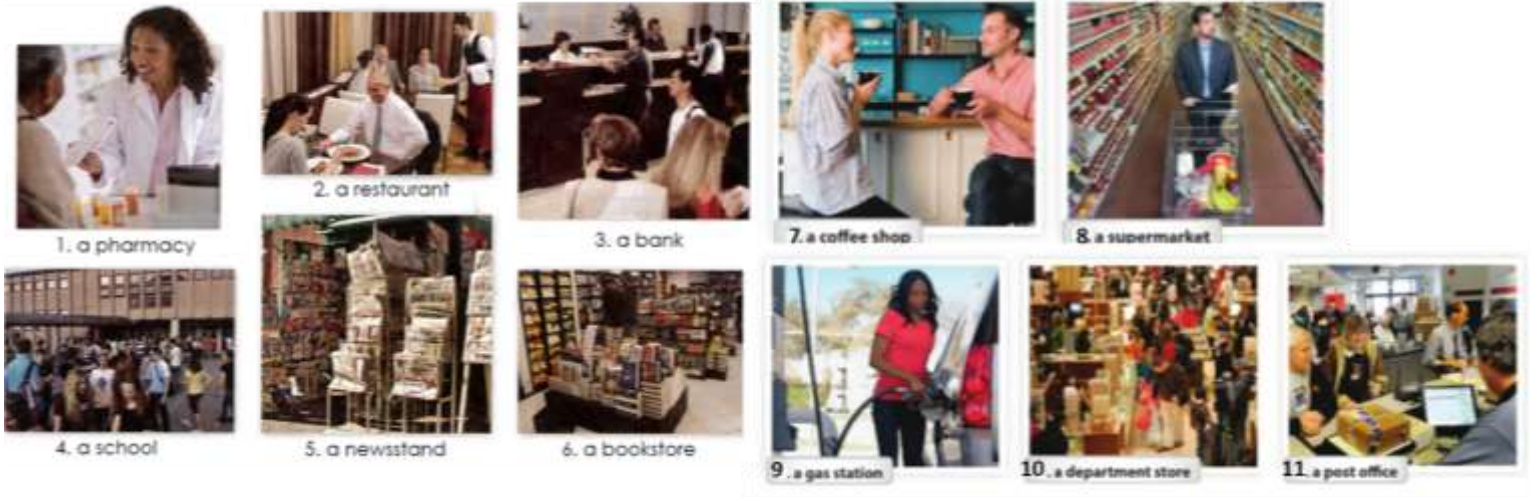 1. a pharmacy
2. a restaurant
3. a bank
4. a school
5. a newsstand
6. a bookstore
7. a coffee shop
8. a supermarket
9. a gas station
10. a department store
11. a post office